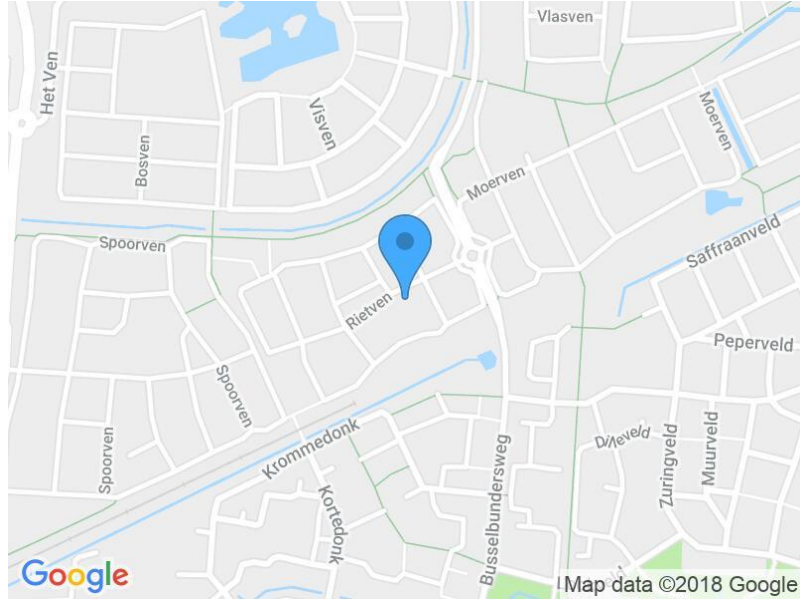 Vlasven
Het Ven
Visven
Moerven
Bosven
Moerven
Spoorven
Saffraanveld
Rietven
Peperveld
Spoorven
Spoorven
Krommedonk
Muurveld
Zuringveld
Kortedonk
Busselbundersweg
Google
Map data ©2018 Google